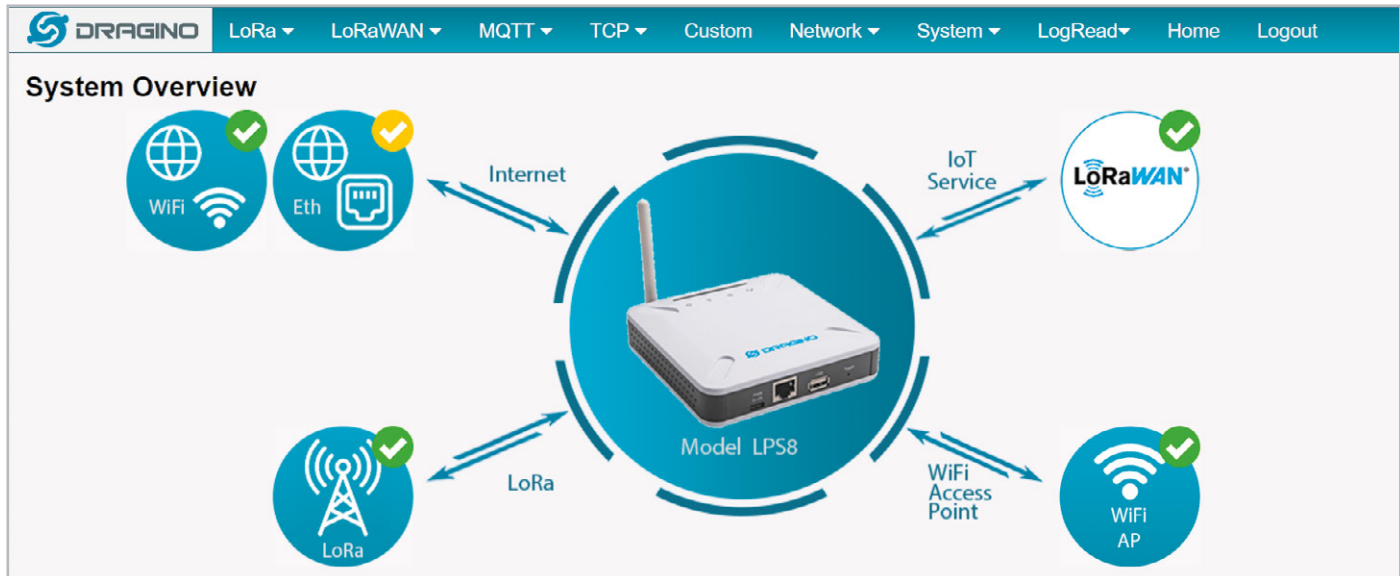 DRAGINO LoRa LoRaWAN MQTT TCP Custom Network System LogRead Home Logout
System Overview
WiFi
Eth
Internet
IoT
Service
LoRaWAN®
DRAGINO
Model LPS8
LoRa
LoRa
WiFi
Access
Point
WiFi
AP